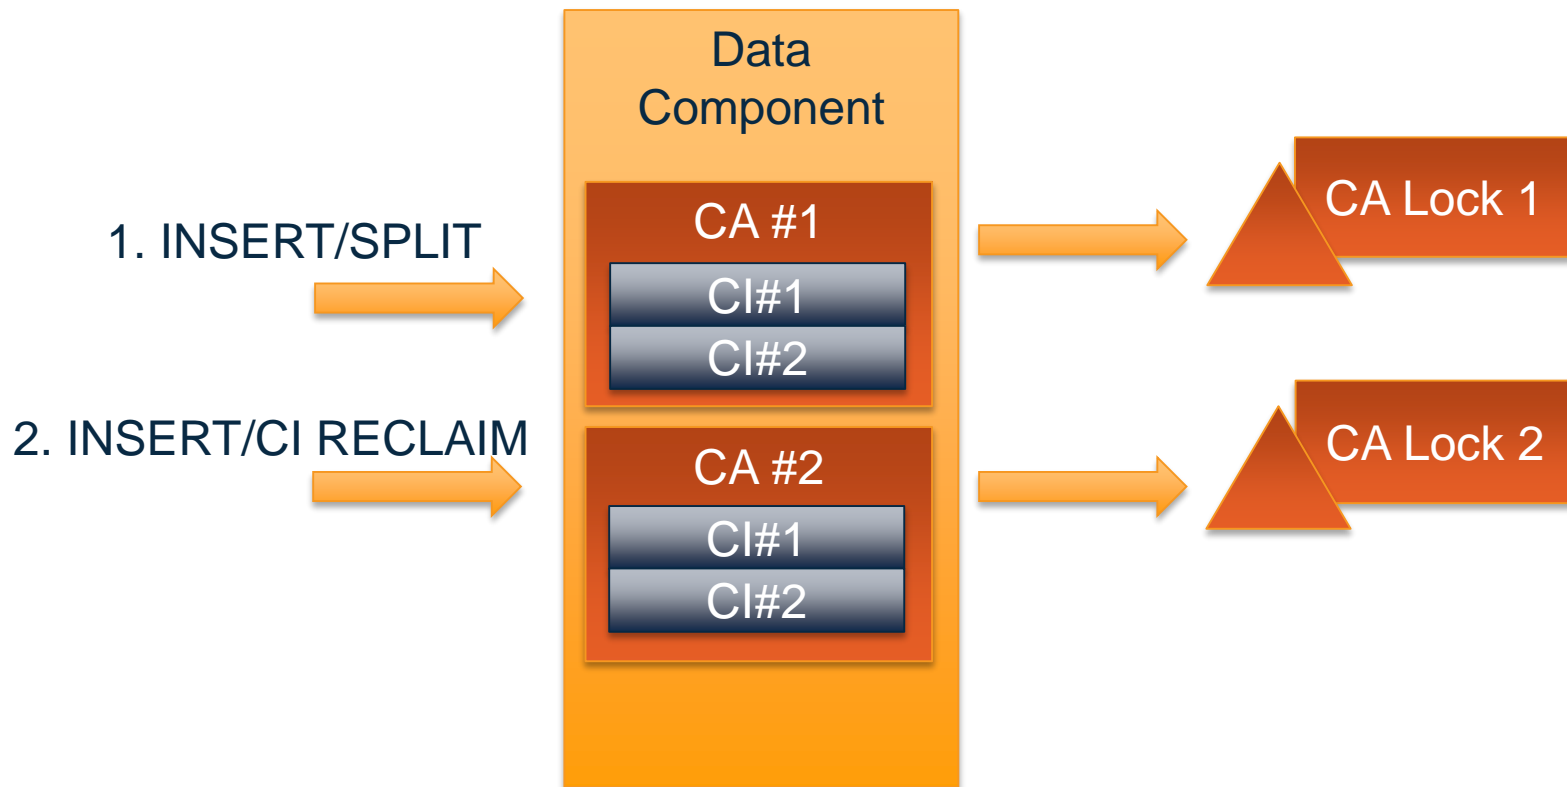 Data
Component
1. INSERT/SPLIT
CA #1
CI#1
CI#2
CA Lock 1
2. INSERT/CI RECLAIM
CA #2
CI#1
CI#2
CA Lock 2